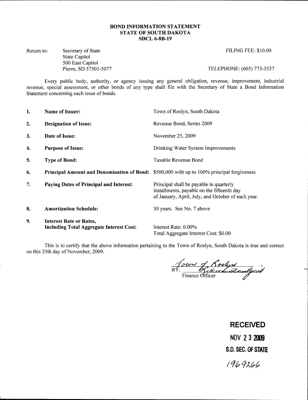 BOND INFORMATION STATEMENT
STATE OF SOUTH DAKOTA
SDCL 6-8B-19
Return to: Secretary of State FILING FEE: $10.00
State Capitol
500 East Capitol
Pierre, SD 57501-5077 TELEPHONE: (605) 773-3537
Every public body, authority, or agency issuing any general obligation, revenue, improvement, industrial
revenue, special assessment, or other bonds of any type shall file with the Secretary of State a Bond Information
Statement concerning each issue of bonds.
1. Name of Issuer: Town of Roslyn, South Dakota
2. Designation of Issue: Revenue Bond, Series 2009
3. Date of Issue: November 25, 2009
4. Purpose of Issue: Drinking Water System Improvements
5. Type of Bond: Taxable Revenue Bond
6. Principal Amount and Denomination of Bond: $500,000 with up to 100% principal forgiveness
7. Paying Dates of Principal and Interest: Principal shall be payable in quarterly
installments, payable on the fifteenth day
of January, April, July, and October of each year.
8. Amortization Schedule: 30 years. See No. 7 above
9. Interest Rate or Rates,
Including Total Aggregate Interest Cost: Interest Rate: 0.00%
Total Aggregate Interest Cost: $0.00
This is to certify that the above information pertaining to the Town of Roslyn, South Dakota is true and correct
on this 25th day of November, 2009.
Town of Roslyn
BY:
Finance Officer
RECEIVED
NOV 23 2009
S.D. SEC. OF STATE
1969266